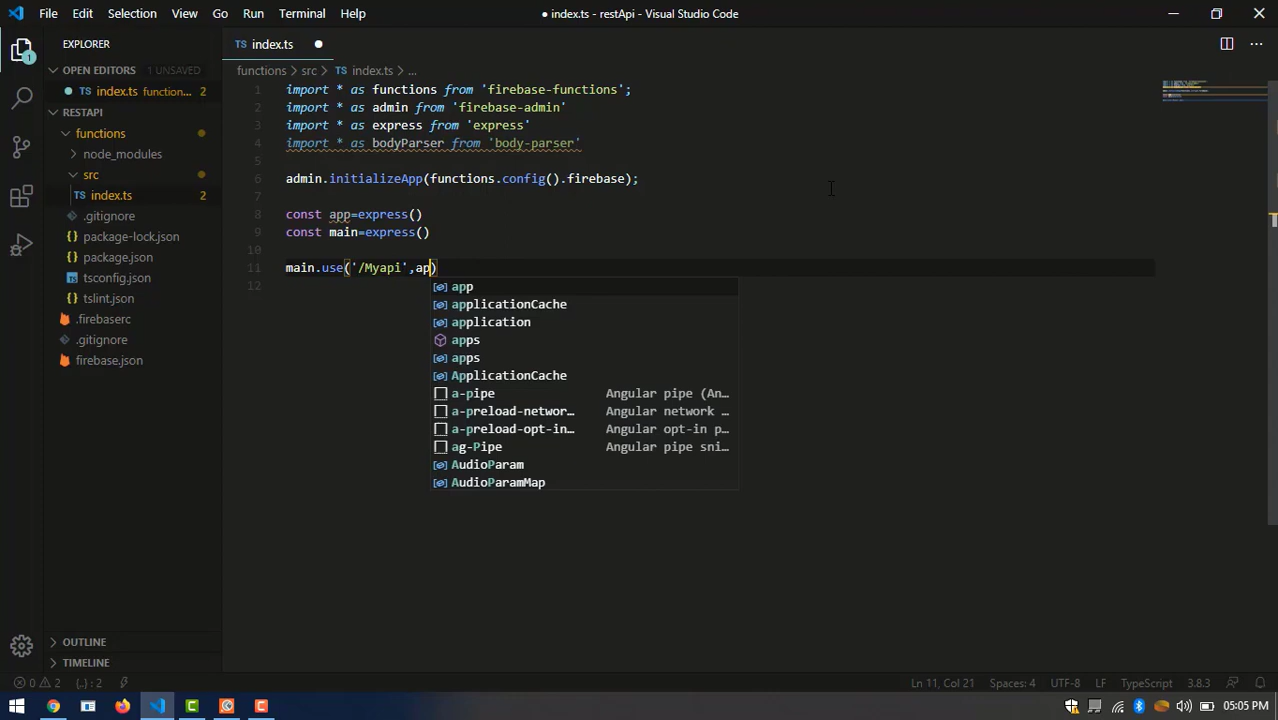 File Edit Selection View Go Run Terminal Help
● index.ts - restApi - Visual Studio Code
EXPLORER
OPEN EDITORS 1 UNSAVED
TS index.ts function... 2
RESTAPI
functions
node_modules
src
TS index.ts 2
.gitignore
package-lock.json
package.json
tsconfig.json
tslint.json
.firebaserc
.gitignore
firebase.json
OUTLINE
TIMELINE
1
TS index.ts
functions > src > TS index.ts > ...
1 import * as functions from 'firebase-functions';
2 import * as admin from 'firebase-admin'
3 import * as express from 'express'
4 import * as bodyParser from 'body-parser'
5
6 admin.initializeApp(functions.config().firebase);
7
8 const app=express()
9 const main=express()
10
11 main.use('/Myapi',ap)
12
app
applicationCache
application
apps
apps
ApplicationCache
a-pipe Angular pipe (An…
a-preload-networ… Angular network …
a-preload-opt-in… Angular opt-in p…
ag-Pipe Angular pipe sni…
AudioParam
AudioParamMap
0 2 {..} : 2
Ln 11, Col 21 Spaces: 4 UTF-8 LF TypeScript 3.8.3
05:05 PM